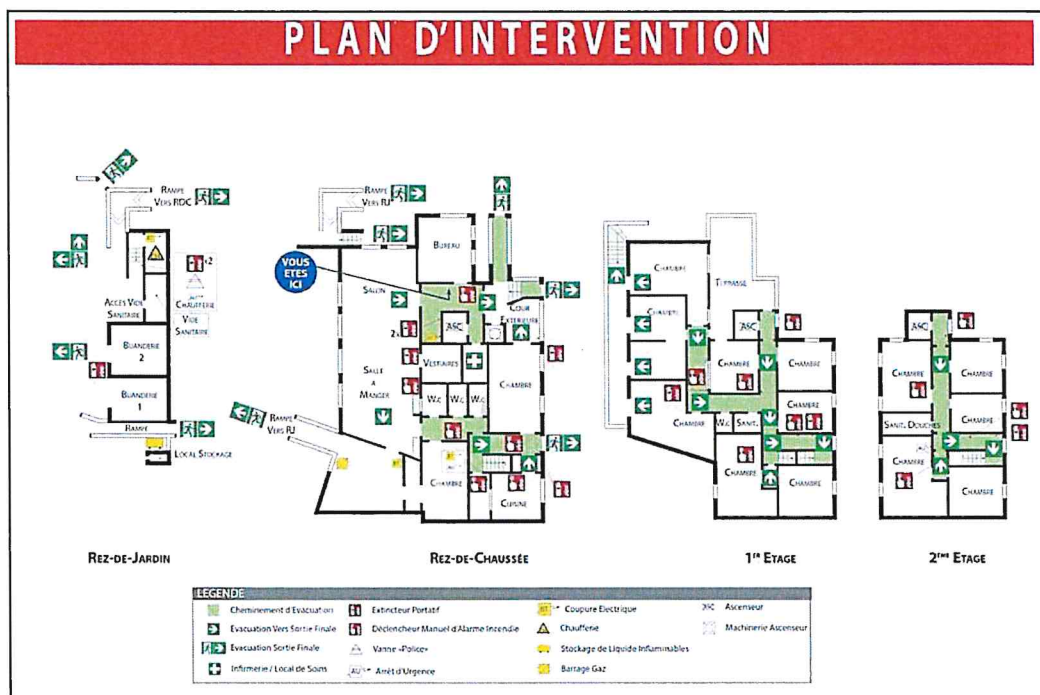 PLAN D'INTERVENTION
RAMPE
VERS RDC
x2
CHAUFFERIE
ACCÈS VIDE
SANITAIRE
VIDE
SANITAIRE
BUANDERIE
2
BUANDERIE
1
RAMPE
LOCAL STOCKAGE
REZ-DE-JARDIN
RAMPE
VERS RJ
BUREAU
VOUS
ETES
ICI
SALON
ASC
COUR
EXTERIEURE
2x
VESTIAIRES
SALLE
À
MANGER
W.C
W.C
W.C
CHAMBRE
RAMPE
VERS RJ
CHAMBRE
CUISINE
REZ-DE-CHAUSSÉE
CHAMBRE
TERRASSE
CHAMBRE
ASC
CHAMBRE
CHAMBRE
CHAMBRE
CHAMBRE
W.C
SANIT.
CHAMBRE
CHAMBRE
1ER ETAGE
ASC
CHAMBRE
CHAMBRE
CHAMBRE
SANIT. DOUCHES
CHAMBRE
CHAMBRE
2ÈME ETAGE
LEGENDE
Cheminement d'Evacuation
Extincteur Portatif
Coupure Electrique
ASC Ascenseur
Evacuation Vers Sortie Finale
Déclencheur Manuel d'Alarme Incendie
Chaufferie
Machinerie Ascenseur
Evacuation Sortie Finale
Vanne «Police»
Stockage de Liquide Inflammables
Infirmerie / Local de Soins
AU Arrêt d'Urgence
Barrage Gaz